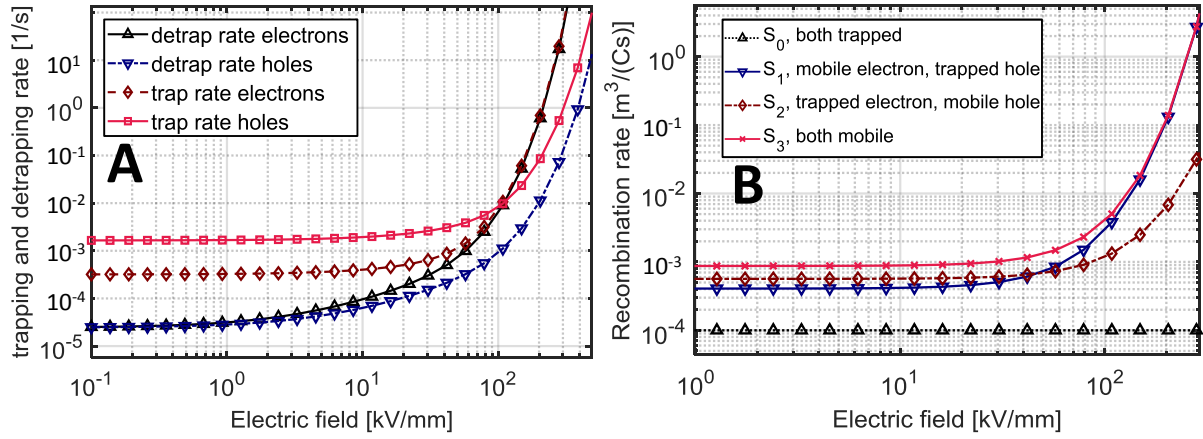 trapping and detrapping rate [1/s]
10^1
10^0
10^-1
10^-2
10^-3
10^-4
10^-5
detrap rate electrons
detrap rate holes
trap rate electrons
trap rate holes
A
10^-1
10^0
10^1
10^2
Electric field [kV/mm]
Recombination rate [m^3/(Cs)]
10^0
10^-1
10^-2
10^-3
10^-4
S_0, both trapped
S_1, mobile electron, trapped hole
S_2, trapped electron, mobile hole
S_3, both mobile
B
10^0
10^1
10^2
Electric field [kV/mm]